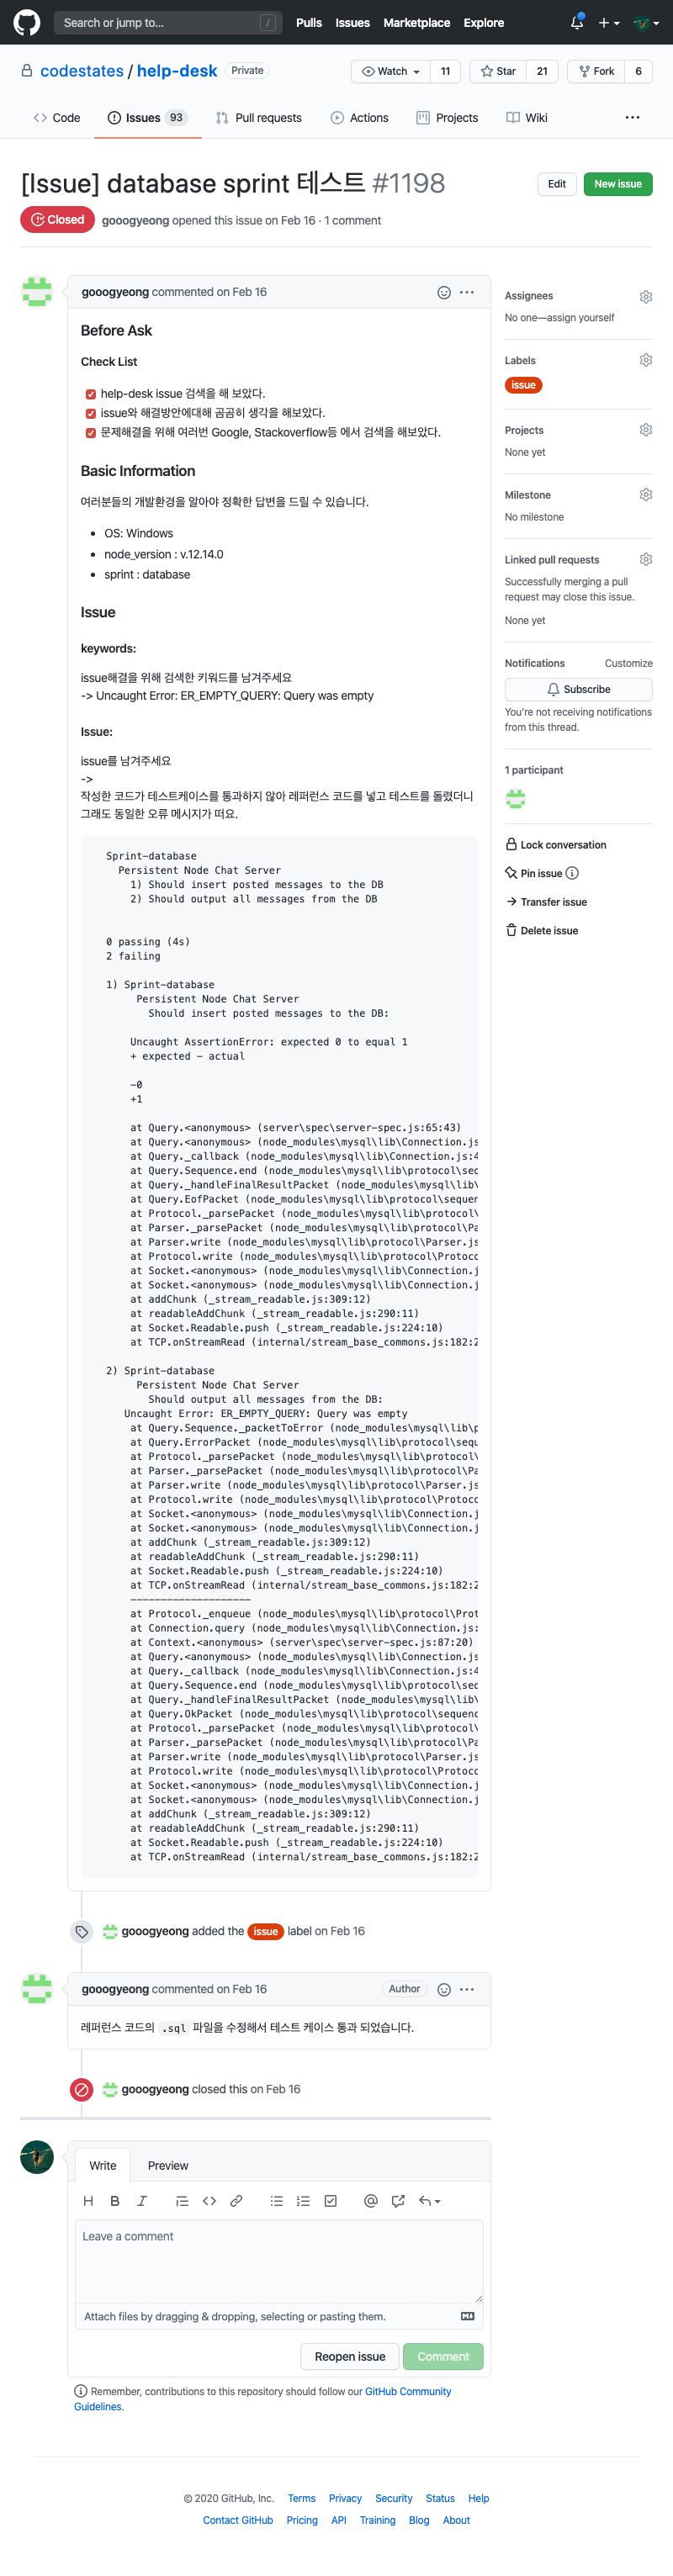 Search or jump to...
/
Pulls Issues Marketplace Explore
codestates / help-desk Private
Watch 11 Star 21 Fork 6
Code Issues 93 Pull requests Actions Projects Wiki
[Issue] database sprint 테스트 #1198
Edit New issue
Closed gooogyeong opened this issue on Feb 16 · 1 comment
gooogyeong commented on Feb 16
Before Ask
Check List
help-desk issue 검색을 해 보았다.
issue와 해결방안에대해 곰곰히 생각을 해보았다.
문제해결을 위해 여러번 Google, Stackoverflow등 에서 검색을 해보았다.
Basic Information
여러분들의 개발환경을 알아야 정확한 답변을 드릴 수 있습니다.
OS: Windows
node_version : v.12.14.0
sprint : database
Issue
keywords:
issue해결을 위해 검색한 키워드를 남겨주세요
-> Uncaught Error: ER_EMPTY_QUERY: Query was empty
Issue:
issue를 남겨주세요
->
작성한 코드가 테스트케이스를 통과하지 않아 레퍼런스 코드를 넣고 테스트를 돌렸더니
그래도 동일한 오류 메시지가 떠요.
Sprint-database
Persistent Node Chat Server
1) Should insert posted messages to the DB
2) Should output all messages from the DB
0 passing (4s)
2 failing
1) Sprint-database
Persistent Node Chat Server
Should insert posted messages to the DB:
Uncaught AssertionError: expected 0 to equal 1
+ expected - actual
-0
+1
at Query.<anonymous> (server\spec\server-spec.js:65:43)
at Query.<anonymous> (node_modules\mysql\lib\Connection.js
at Query._callback (node_modules\mysql\lib\Connection.js:4
at Query.Sequence.end (node_modules\mysql\lib\protocol\seq
at Query._handleFinalResultPacket (node_modules\mysql\lib\
at Query.EofPacket (node_modules\mysql\lib\protocol\sequen
at Protocol._parsePacket (node_modules\mysql\lib\protocol\
at Parser._parsePacket (node_modules\mysql\lib\protocol\Pa
at Parser.write (node_modules\mysql\lib\protocol\Parser.js
at Protocol.write (node_modules\mysql\lib\protocol\Protoco
at Socket.<anonymous> (node_modules\mysql\lib\Connection.j
at Socket.<anonymous> (node_modules\mysql\lib\Connection.j
at addChunk (_stream_readable.js:309:12)
at readableAddChunk (_stream_readable.js:290:11)
at Socket.Readable.push (_stream_readable.js:224:10)
at TCP.onStreamRead (internal/stream_base_commons.js:182:2
2) Sprint-database
Persistent Node Chat Server
Should output all messages from the DB:
Uncaught Error: ER_EMPTY_QUERY: Query was empty
at Query.Sequence._packetToError (node_modules\mysql\lib\p
at Query.ErrorPacket (node_modules\mysql\lib\protocol\sequ
at Protocol._parsePacket (node_modules\mysql\lib\protocol\
at Parser._parsePacket (node_modules\mysql\lib\protocol\Pa
at Parser.write (node_modules\mysql\lib\protocol\Parser.js
at Protocol.write (node_modules\mysql\lib\protocol\Protoco
at Socket.<anonymous> (node_modules\mysql\lib\Connection.j
at Socket.<anonymous> (node_modules\mysql\lib\Connection.j
at addChunk (_stream_readable.js:309:12)
at readableAddChunk (_stream_readable.js:290:11)
at Socket.Readable.push (_stream_readable.js:224:10)
at TCP.onStreamRead (internal/stream_base_commons.js:182:2
--------------------
at Protocol._enqueue (node_modules\mysql\lib\protocol\Prot
at Connection.query (node_modules\mysql\lib\Connection.js:
at Context.<anonymous> (server\spec\server-spec.js:87:20)
at Query.<anonymous> (node_modules\mysql\lib\Connection.js
at Query._callback (node_modules\mysql\lib\Connection.js:4
at Query.Sequence.end (node_modules\mysql\lib\protocol\seq
at Query._handleFinalResultPacket (node_modules\mysql\lib\
at Query.OkPacket (node_modules\mysql\lib\protocol\sequenc
at Protocol._parsePacket (node_modules\mysql\lib\protocol\
at Parser._parsePacket (node_modules\mysql\lib\protocol\Pa
at Parser.write (node_modules\mysql\lib\protocol\Parser.js
at Protocol.write (node_modules\mysql\lib\protocol\Protoco
at Socket.<anonymous> (node_modules\mysql\lib\Connection.j
at Socket.<anonymous> (node_modules\mysql\lib\Connection.j
at addChunk (_stream_readable.js:309:12)
at readableAddChunk (_stream_readable.js:290:11)
at Socket.Readable.push (_stream_readable.js:224:10)
at TCP.onStreamRead (internal/stream_base_commons.js:182:2
gooogyeong added the issue label on Feb 16
gooogyeong commented on Feb 16 Author
레퍼런스 코드의 .sql 파일을 수정해서 테스트 케이스 통과 되었습니다.
gooogyeong closed this on Feb 16
Write Preview
Leave a comment
Attach files by dragging & dropping, selecting or pasting them.
Reopen issue Comment
Remember, contributions to this repository should follow our GitHub Community
Guidelines.
Assignees
No one—assign yourself
Labels
issue
Projects
None yet
Milestone
No milestone
Linked pull requests
Successfully merging a pull
request may close this issue.
None yet
Notifications Customize
Subscribe
You're not receiving notifications
from this thread.
1 participant
Lock conversation
Pin issue
Transfer issue
Delete issue
© 2020 GitHub, Inc. Terms Privacy Security Status Help
Contact GitHub Pricing API Training Blog About